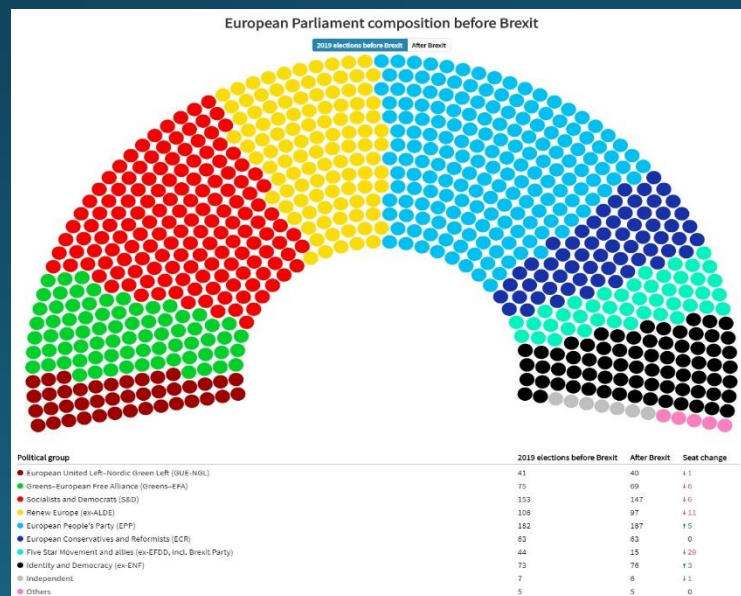 European Parliament composition before Brexit
2019 elections before Brexit After Brexit
Political group 2019 elections before Brexit After Brexit Seat change
European United Left-Nordic Green Left (GUE-NGL) 41 40 ↓1
Greens-European Free Alliance (Greens-EFA) 75 69 ↓6
Socialists and Democrats (S&D) 153 147 ↓6
Renew Europe (ex-ALDE) 108 97 ↓11
European People's Party (EPP) 182 187 ↑5
European Conservatives and Reformists (ECR) 63 63 0
Five Star Movement and allies (ex-EFDD, incl. Brexit Party) 44 15 ↓29
Identity and Democracy (ex-ENF) 73 76 ↑3
Independent 7 6 ↓1
Others 5 5 0